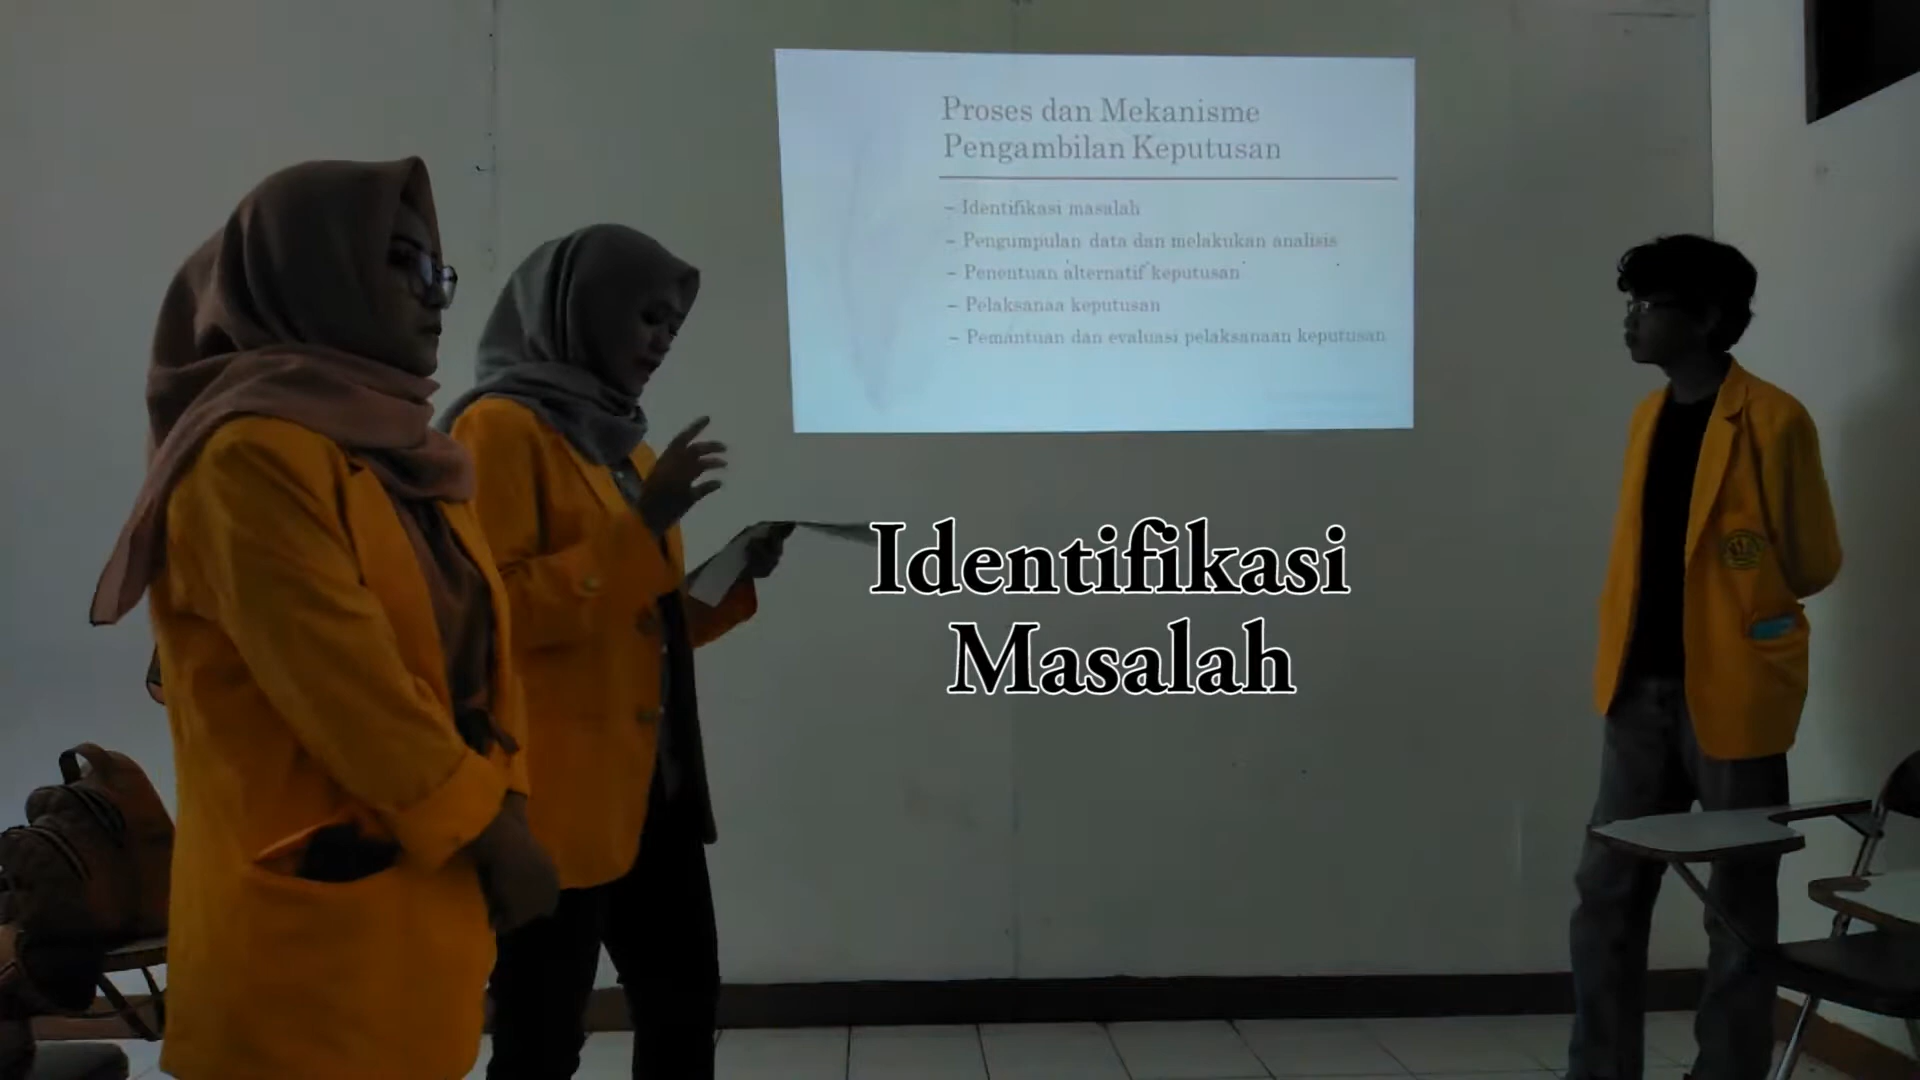 Proses dan Mekanisme
Pengambilan Keputusan
– Identifikasi masalah
– Pengumpulan data dan melakukan analisis
– Penentuan alternatif keputusan
– Pelaksanaa keputusan
– Pemantuan dan evaluasi pelaksanaan keputusan
Identifikasi
Masalah